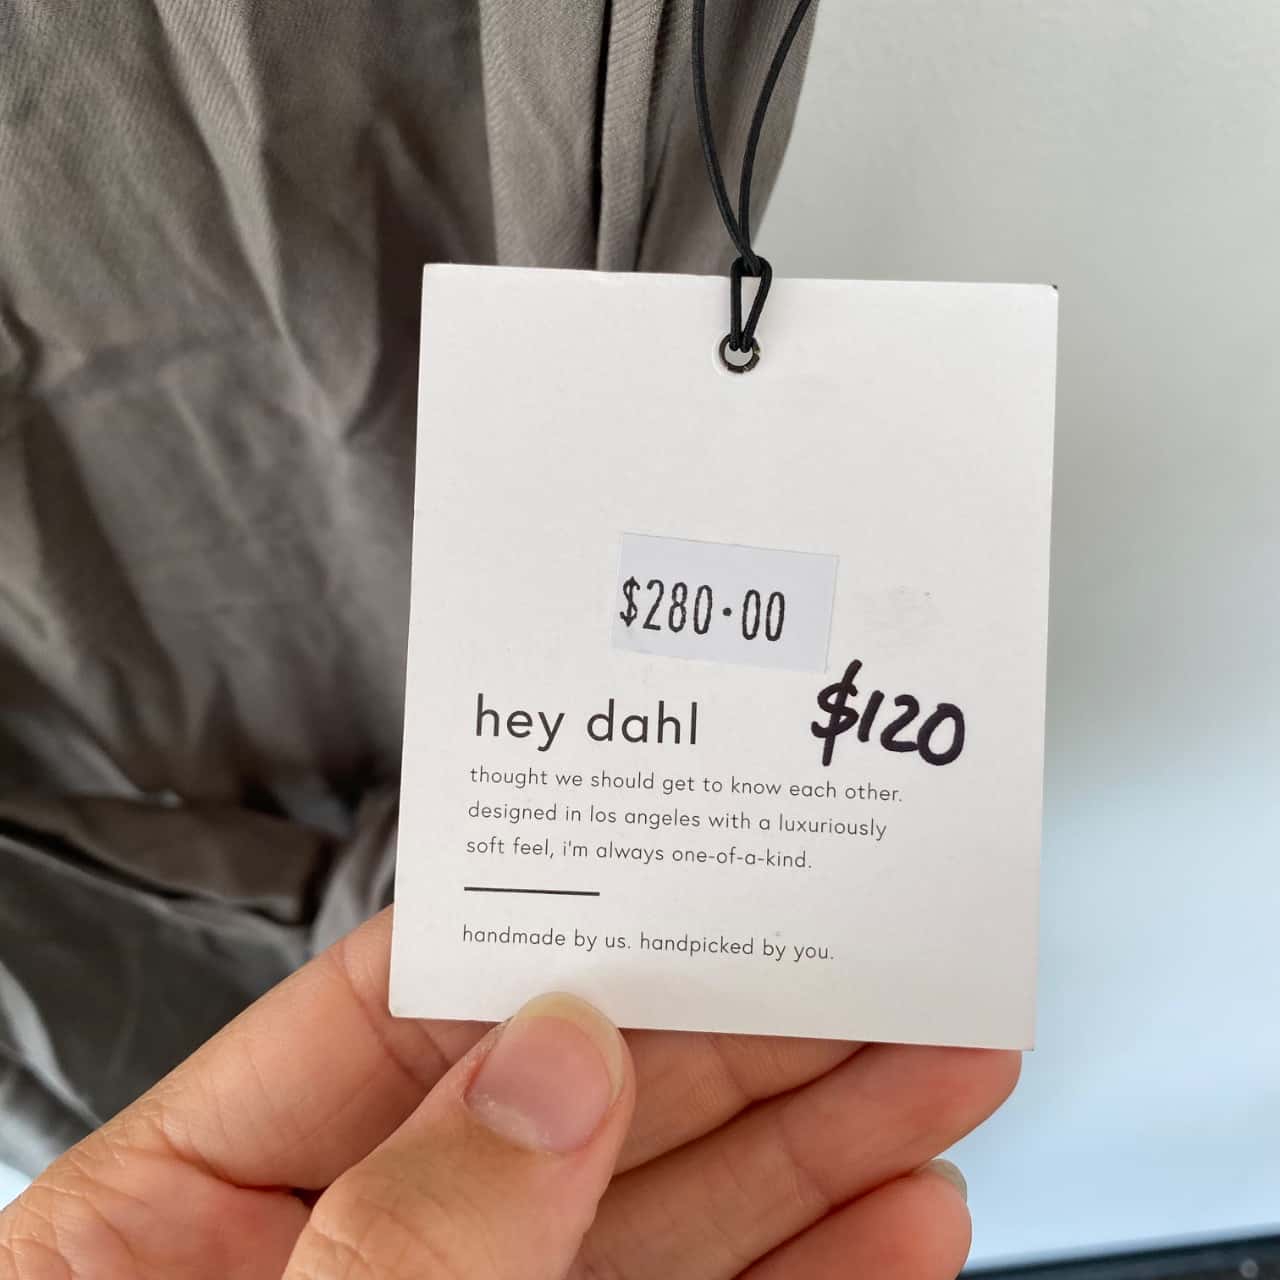 $280.00
hey dahl
$120
thought we should get to know each other.
designed in los angeles with a luxuriously
soft feel, i'm always one-of-a-kind.
handmade by us. handpicked by you.